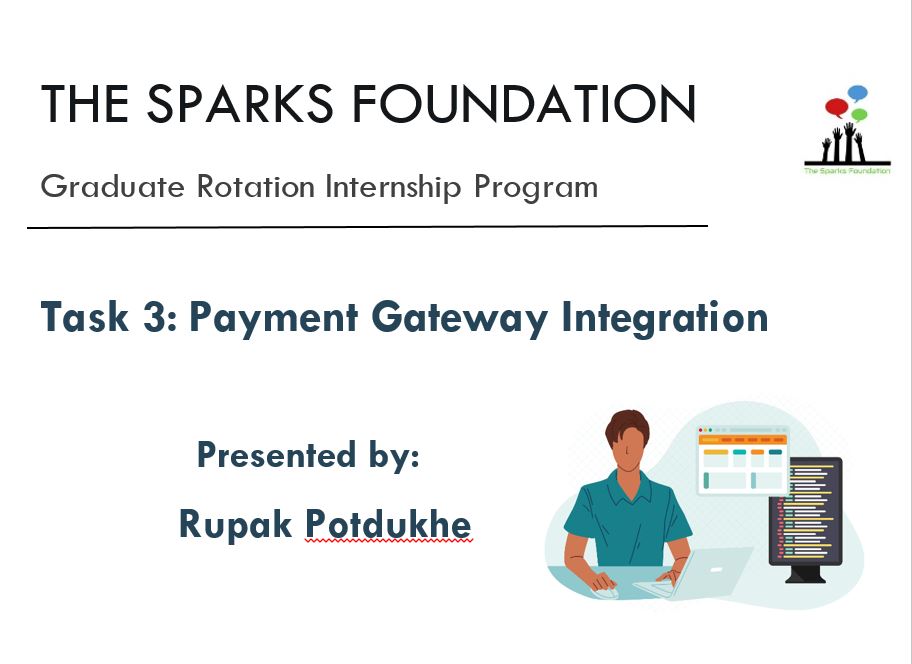 THE SPARKS FOUNDATION
The Sparks Foundation
Graduate Rotation Internship Program
Task 3: Payment Gateway Integration
Presented by:
Rupak Potdukhe